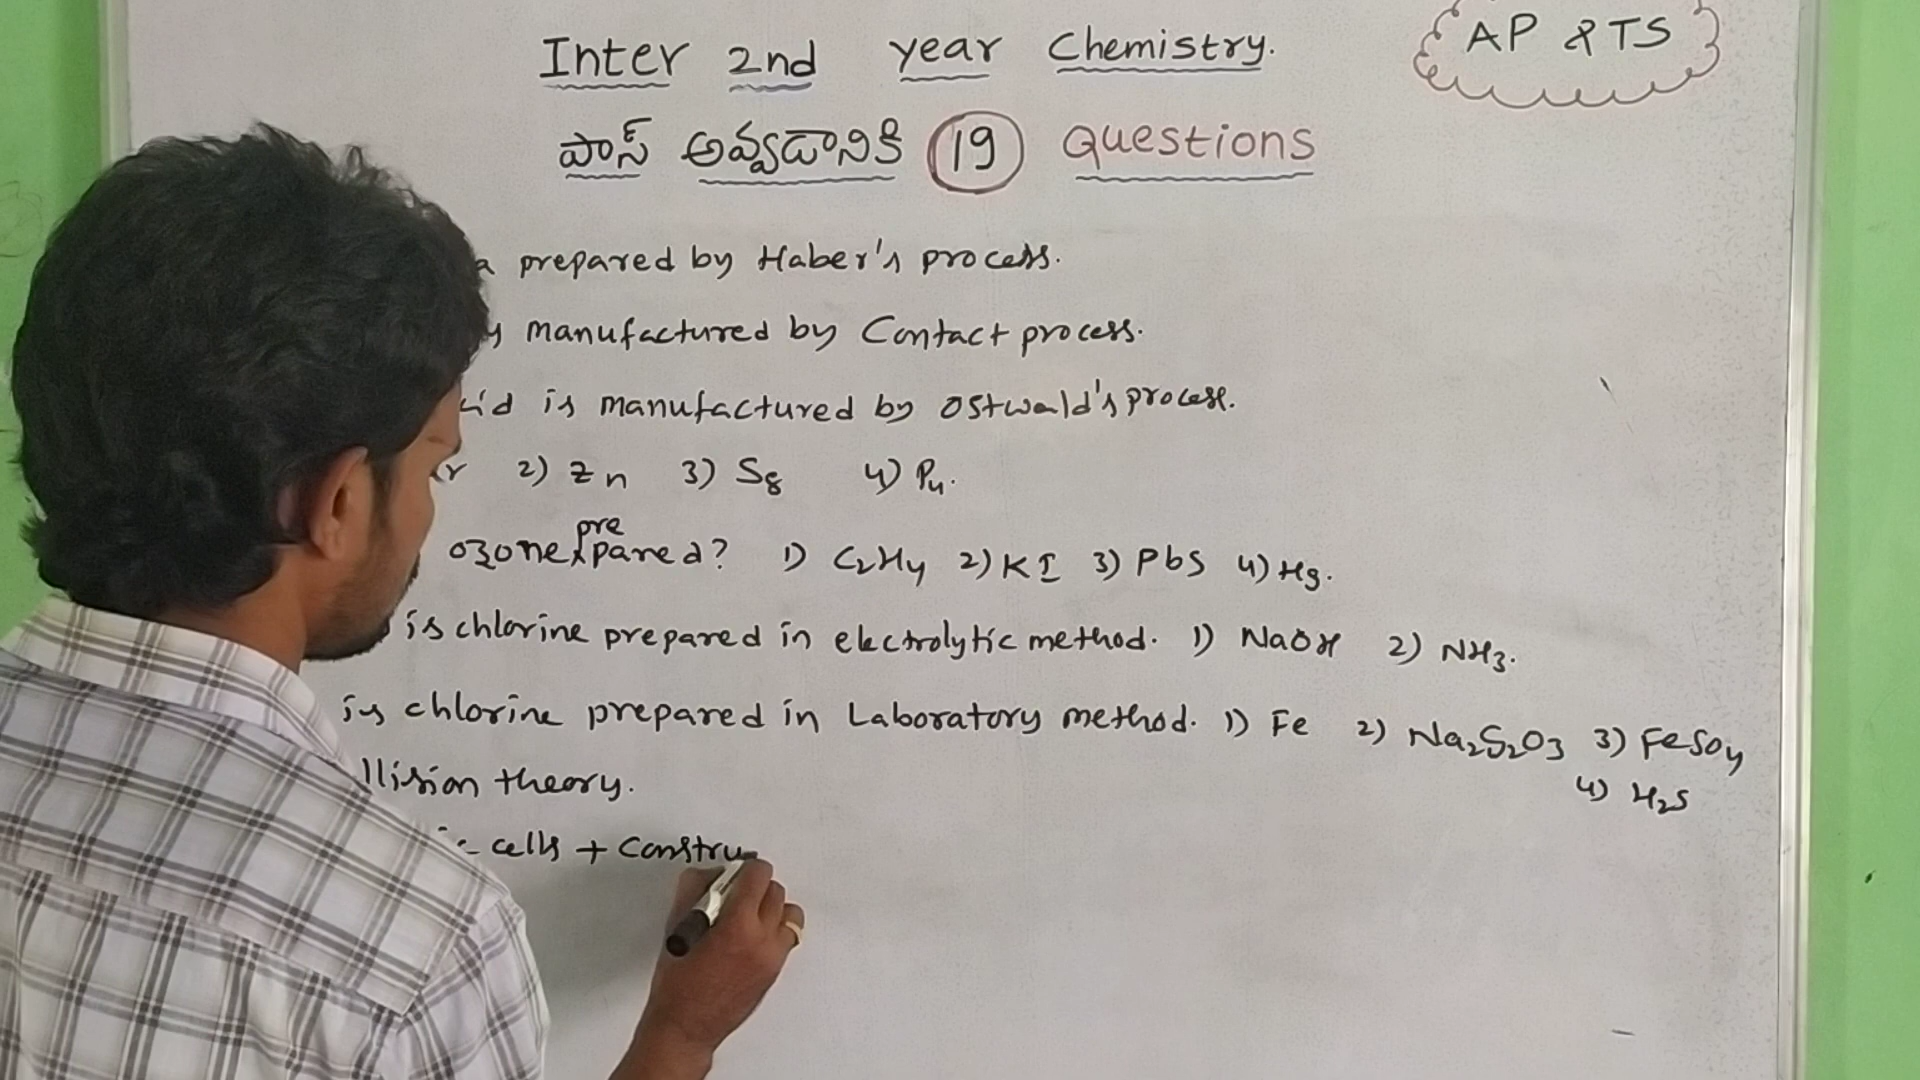 Inter 2nd year Chemistry.
AP & TS
పాస్ అవ్వడానికి 19 Questions
prepared by Haber's process.
manufactured by Contact process.
is manufactured by Ostwald's process.
2) Zn 3) S8 4) P4.
ozone prepared? 1) C2H4 2) KI 3) PbS 4) Hg.
is chlorine prepared in electrolytic method. 1) NaOH 2) NH3.
is chlorine prepared in Laboratory method. 1) Fe 2) Na2S2O3 3) FeSO4
4) H2S
theory.
cells + Constru